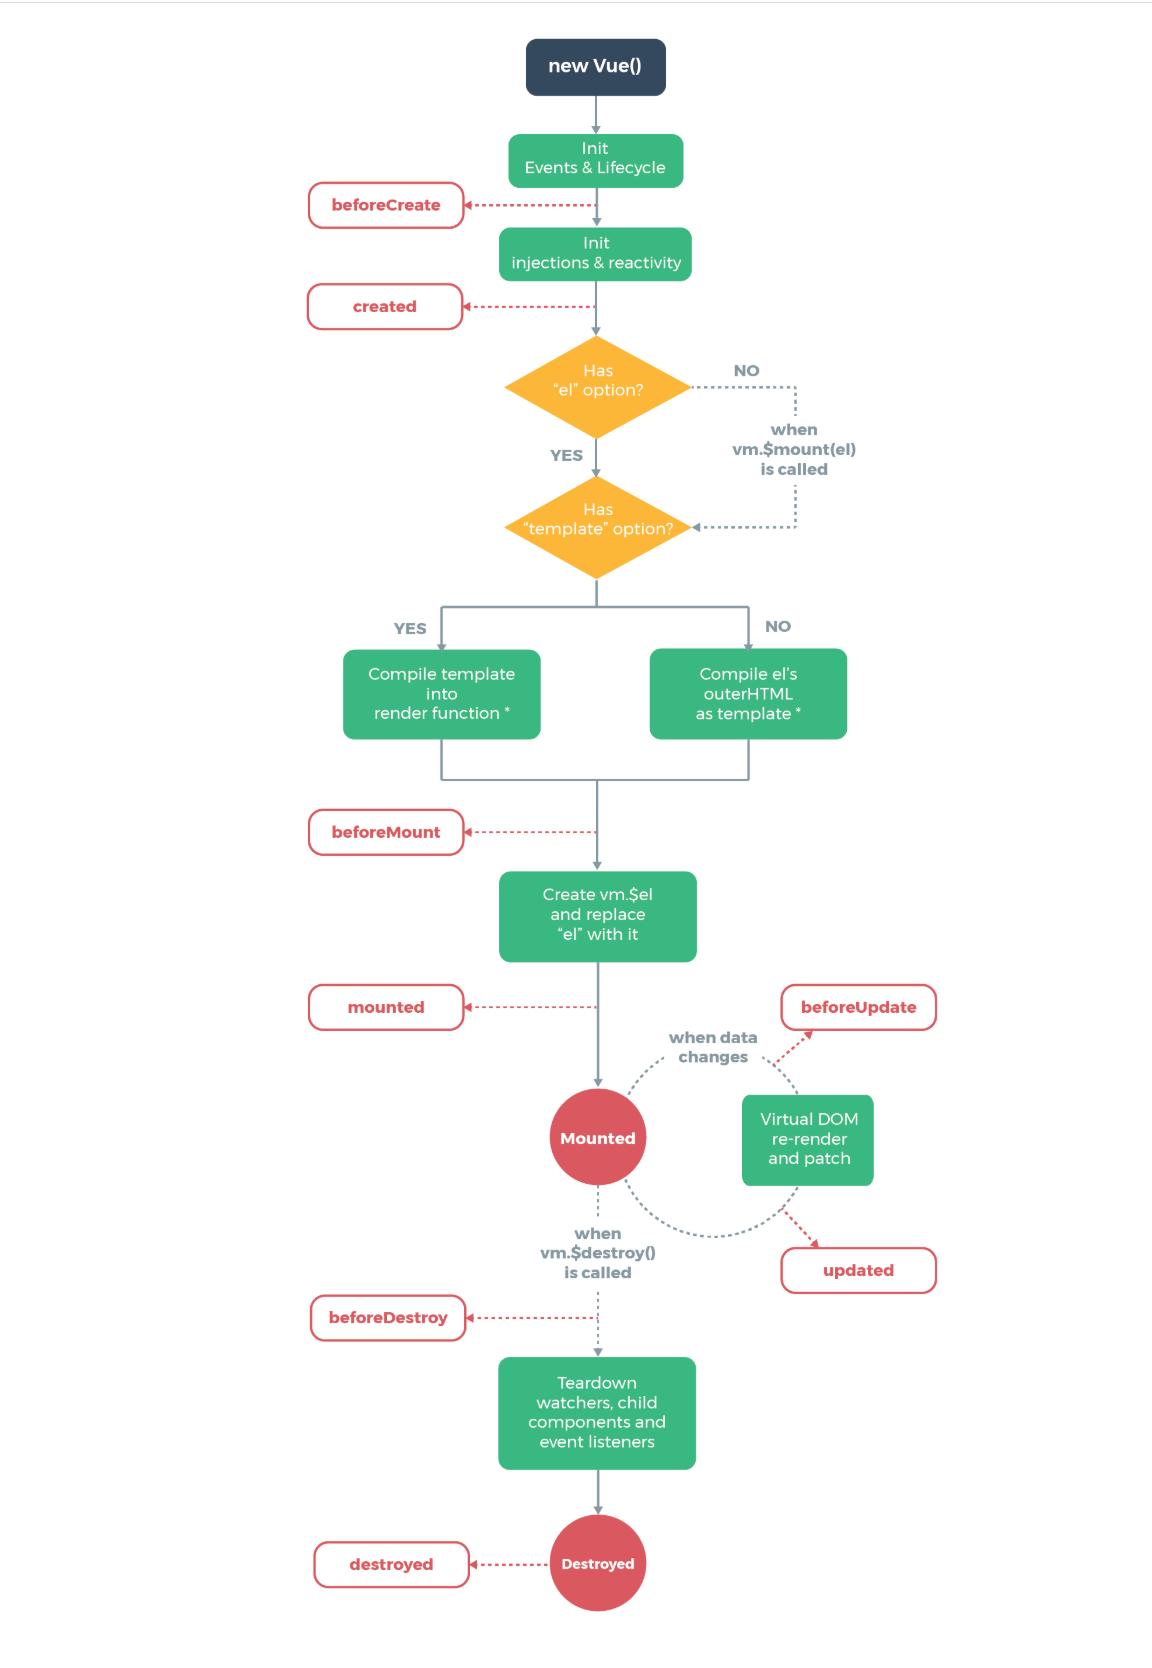 new Vue()
Init
Events & Lifecycle
beforeCreate
Init
injections & reactivity
created
Has
“el” option?
NO
when
vm.$mount(el)
is called
YES
Has
“template” option?
YES
NO
Compile template
into
render function *
Compile el’s
outerHTML
as template *
beforeMount
Create vm.$el
and replace
“el” with it
mounted
beforeUpdate
when data
changes
Mounted
Virtual DOM
re-render
and patch
when
vm.$destroy()
is called
updated
beforeDestroy
Teardown
watchers, child
components and
event listeners
destroyed
Destroyed